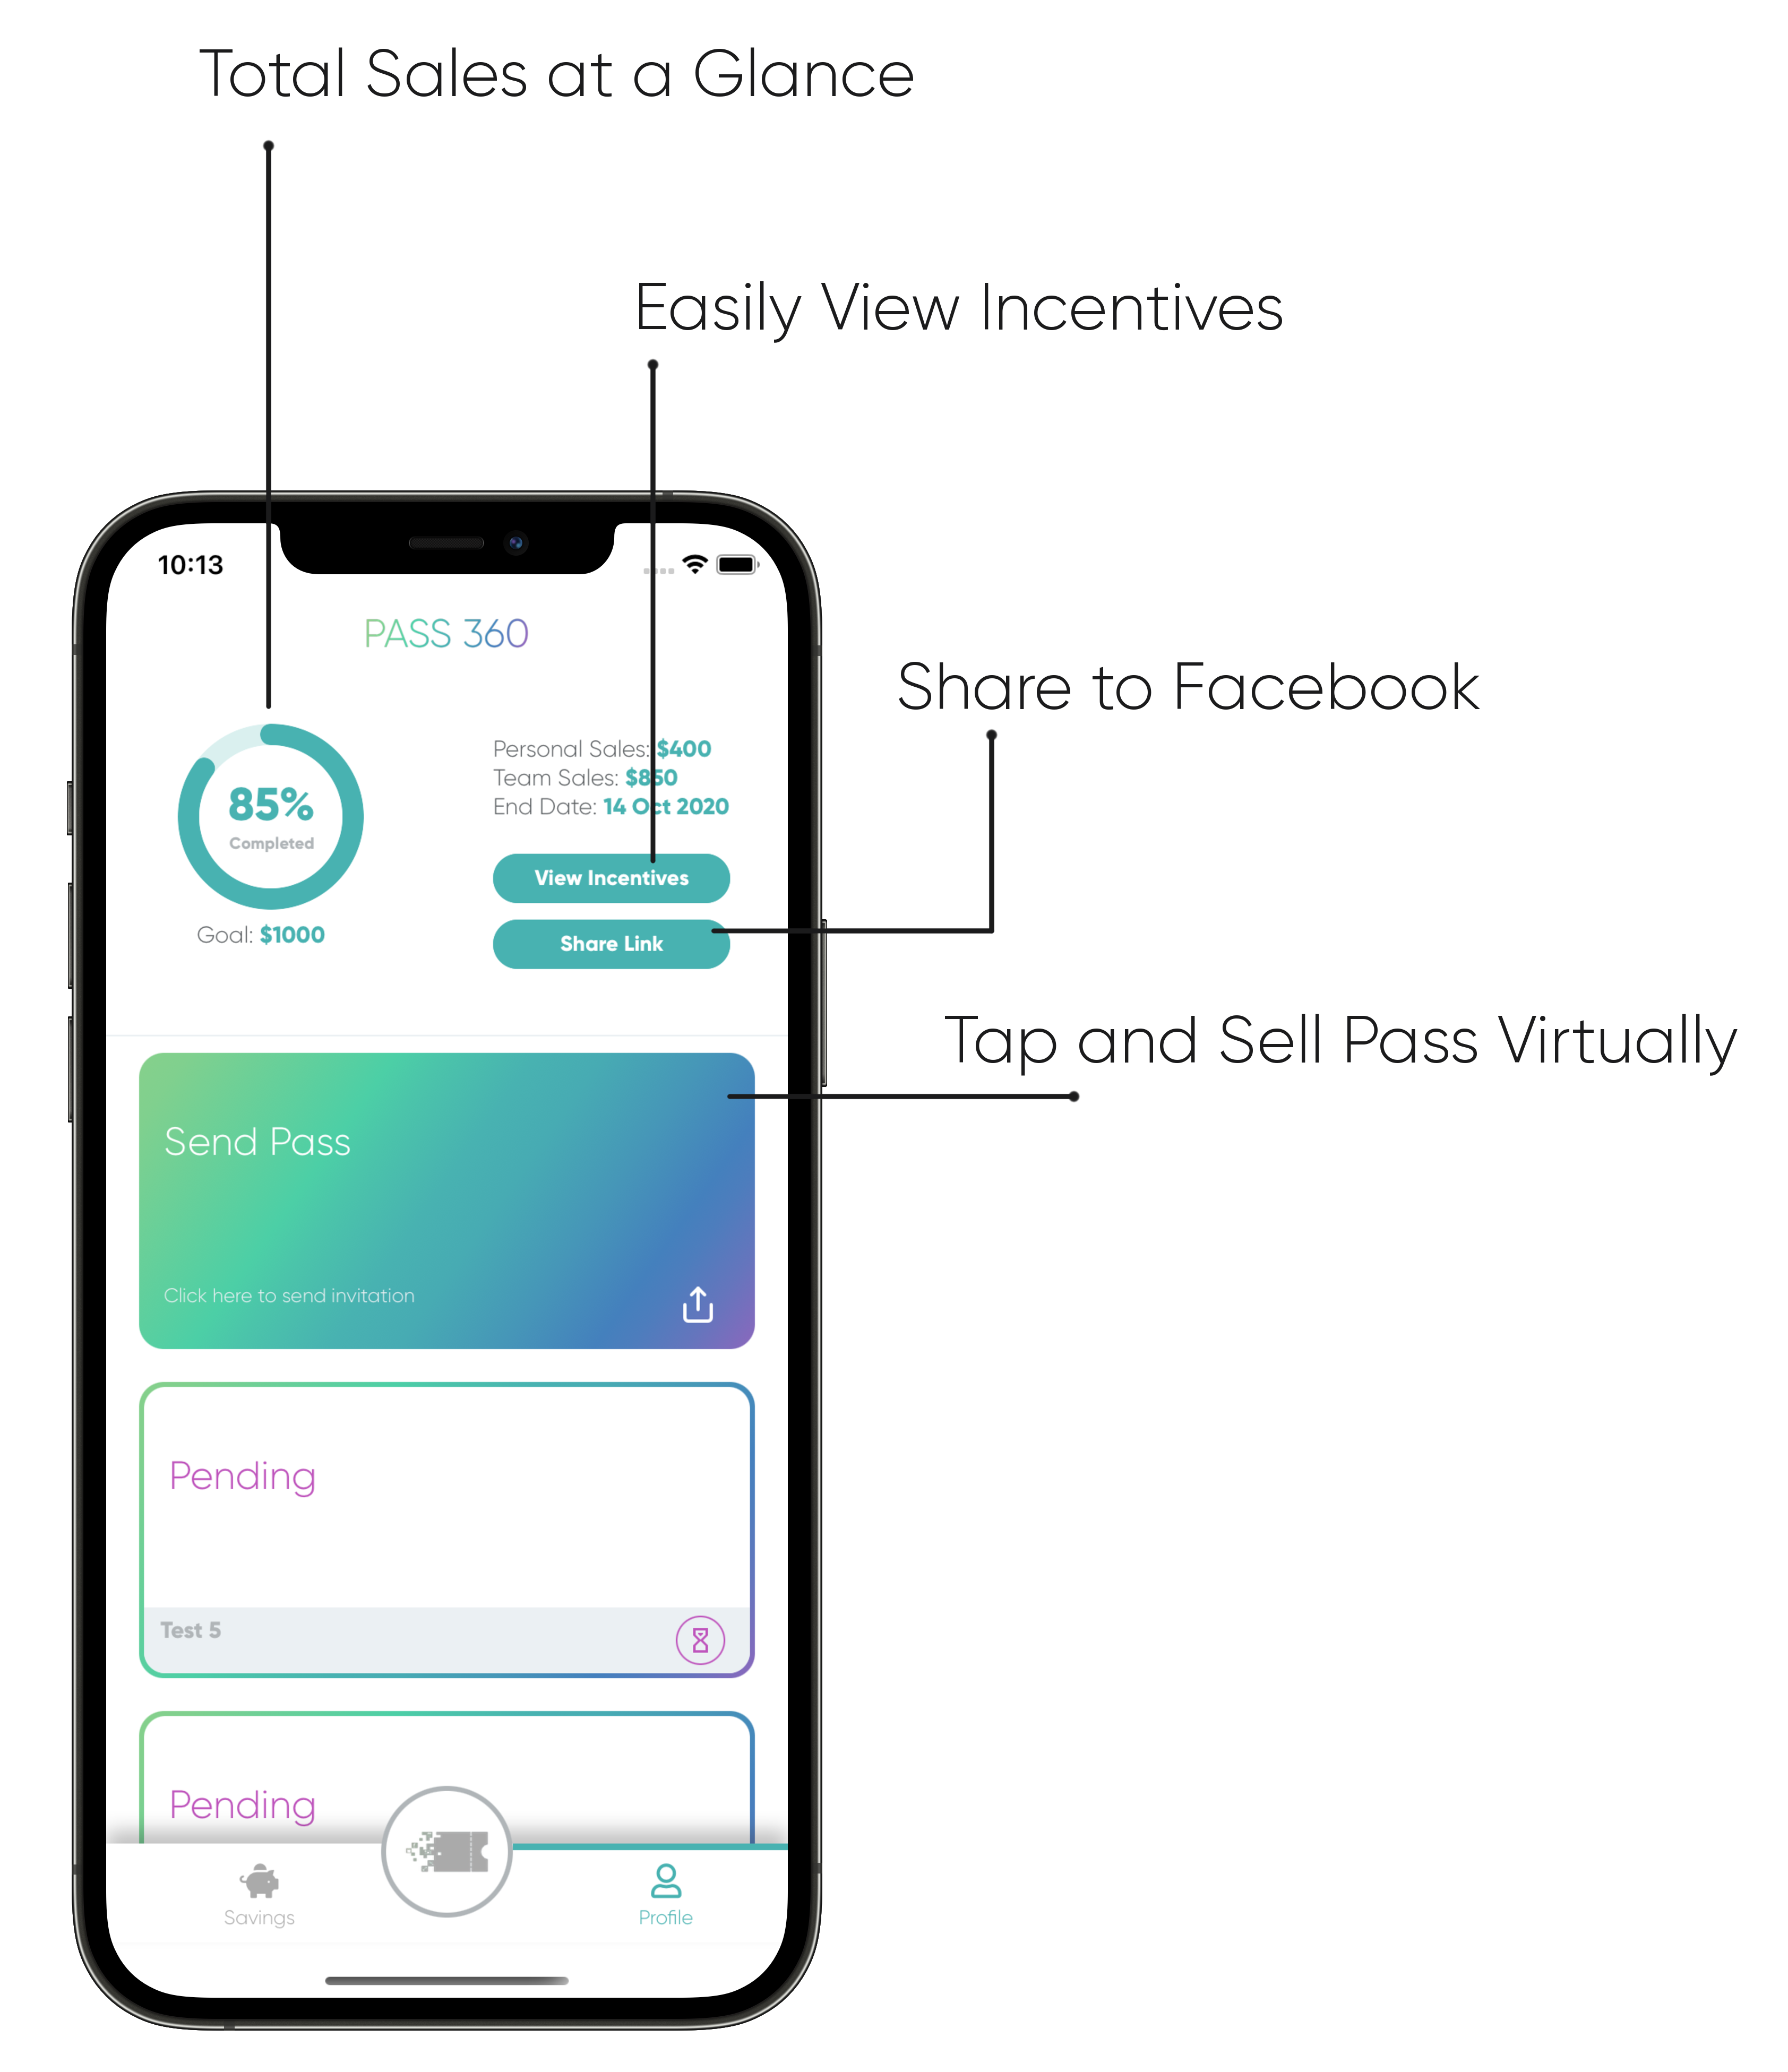 Total Sales at a Glance
Easily View Incentives
10:13
PASS 360
Share to Facebook
85%
Completed
Goal: $1000
Personal Sales: $400
Team Sales: $850
End Date: 14 Oct 2020
View Incentives
Share Link
Tap and Sell Pass Virtually
Send Pass
Click here to send invitation
Pending
Test 5
Pending
Savings
Profile